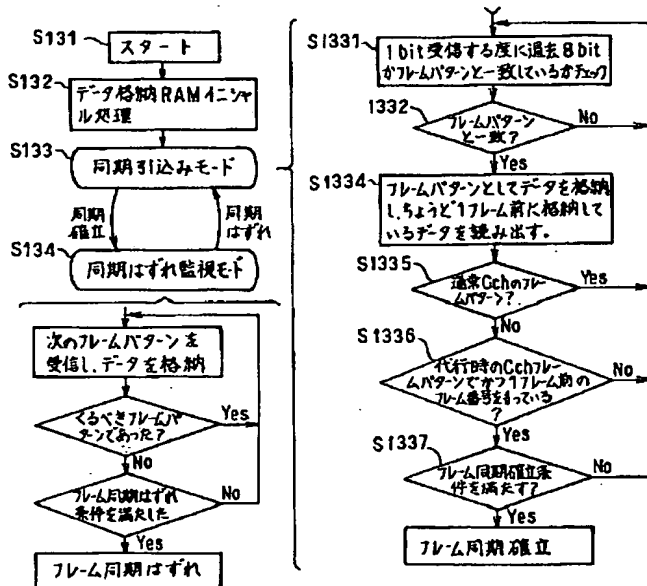 S131
スタート
S132
データ格納RAMイニシャ
ル処理
S133
同期引込みモード
同期
確立
同期
はずれ
S134
同期はずれ監視モード
次のフレームパターンを
受信し、データを格納
くるべきフレームパ
ターンであった?
Yes
No
フレーム同期はずれ
条件を満たした
No
Yes
フレーム同期はずれ
S1331
1bit受信する度に過去8bit
がフレームパターンと一致しているかチェック
1332
フレームパターン
と一致?
No
Yes
S1334
フレームパターンとしてデータを格納
し、ちょうど1フレーム前に格納して
いるデータを読み出す。
S1335
通常Cchのフレー
ムパターン?
Yes
No
S1336
代行時のCchフレーム
パターンでかつ1フレーム前の
フレーム番号をもっている
?
No
Yes
S1337
フレーム同期確立条
件を満たす?
No
Yes
フレーム同期確立